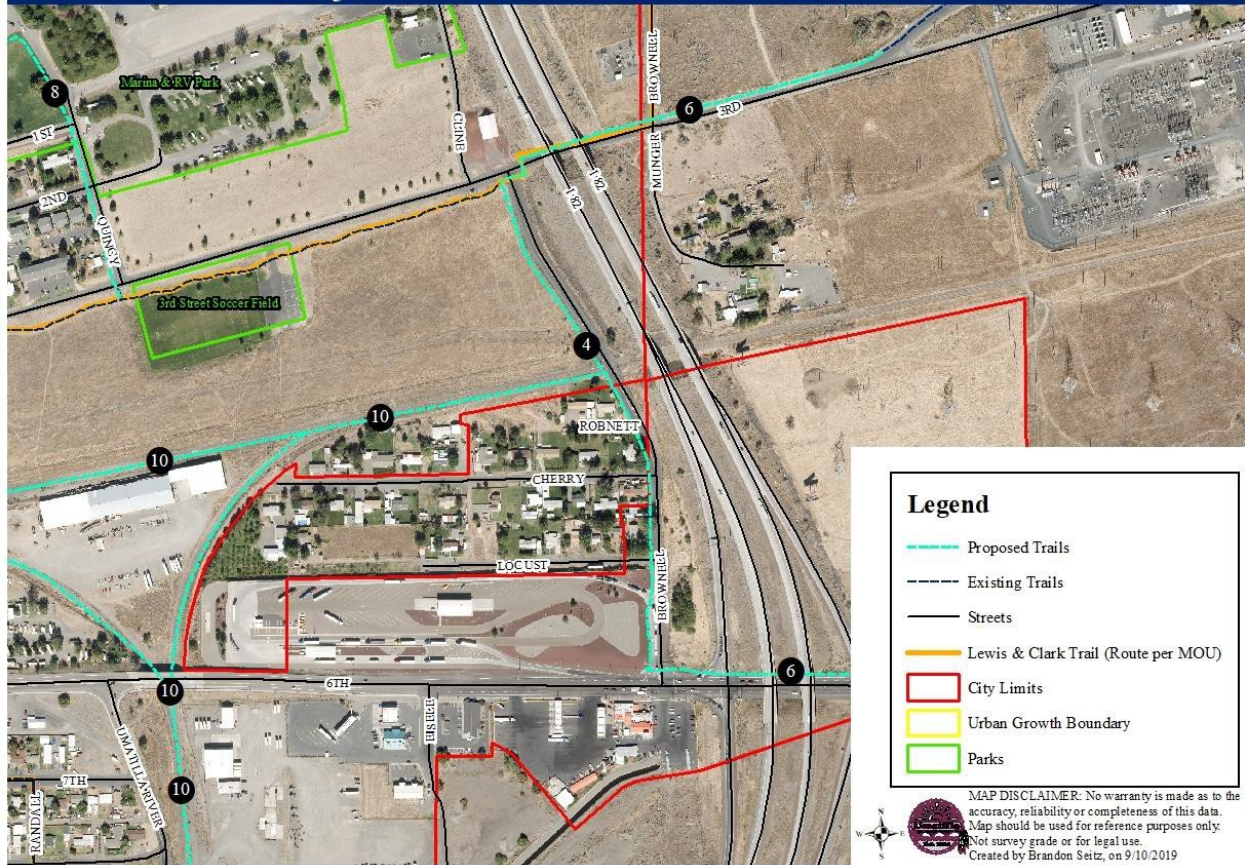 8
Marina & RV Park
1ST
2ND
QUINCY
CLINE
I-82
I-82
BROWNELL
MUNGER
6
3RD
3rd Street Soccer Field
4
10
10
ROBNETT
CHERRY
LOCUST
BROWNELL
6
6TH
10
EISELE
UMATILLA RIVER
10
7TH
RANDALL
Legend
Proposed Trails
Existing Trails
Streets
Lewis & Clark Trail (Route per MOU)
City Limits
Urban Growth Boundary
Parks
N
W E
S
MAP DISCLAIMER: No warranty is made as to the
accuracy, reliability or completeness of this data.
Map should be used for reference purposes only.
Not survey grade or for legal use.
Created by Brandon Seitz, on 9/10/2019